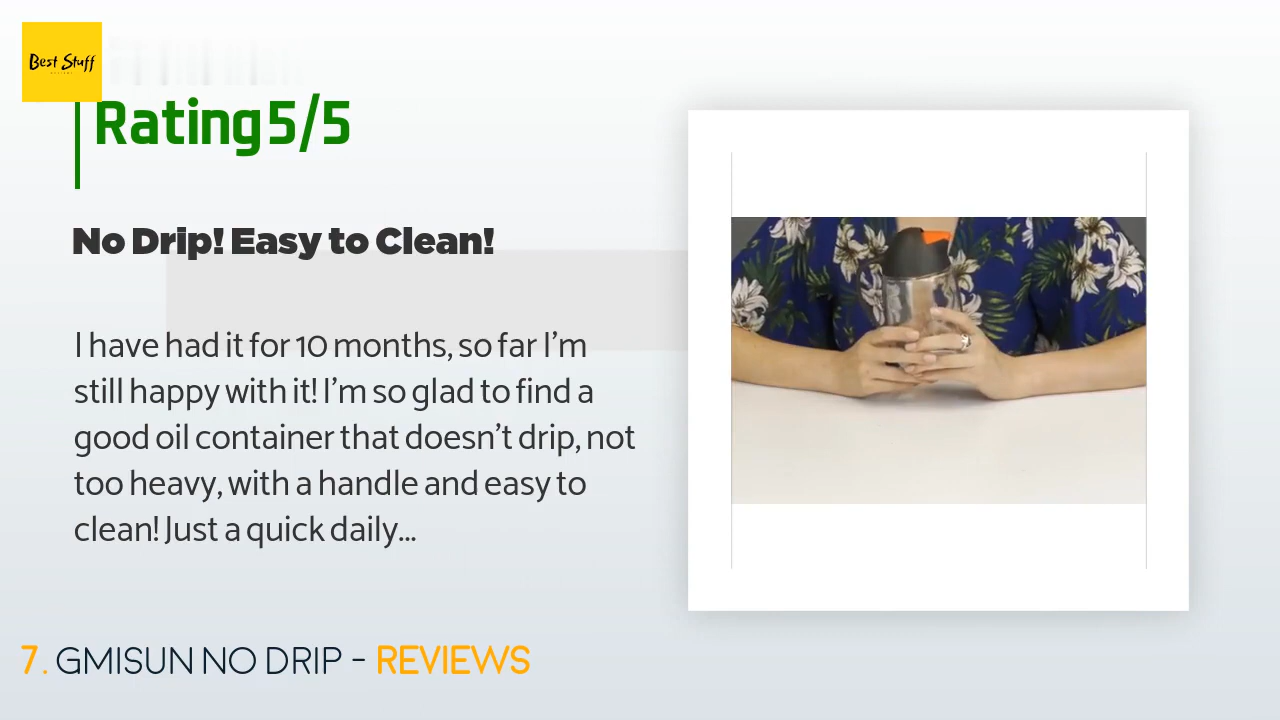 Best Stuff
Rating 5/5
No Drip! Easy to Clean!
I have had it for 10 months, so far I'm
still happy with it! I'm so glad to find a
good oil container that doesn't drip, not
too heavy, with a handle and easy to
clean! Just a quick daily...
7. GMISUN NO DRIP - REVIEWS